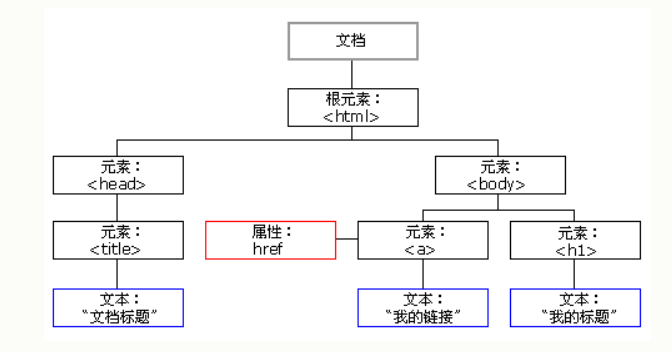 文档
根元素：
<html>
元素：
<head>
元素：
<body>
元素：
<title>
属性：
href
元素：
<a>
元素：
<h1>
文本：
"文档标题"
文本：
"我的链接"
文本：
"我的标题"